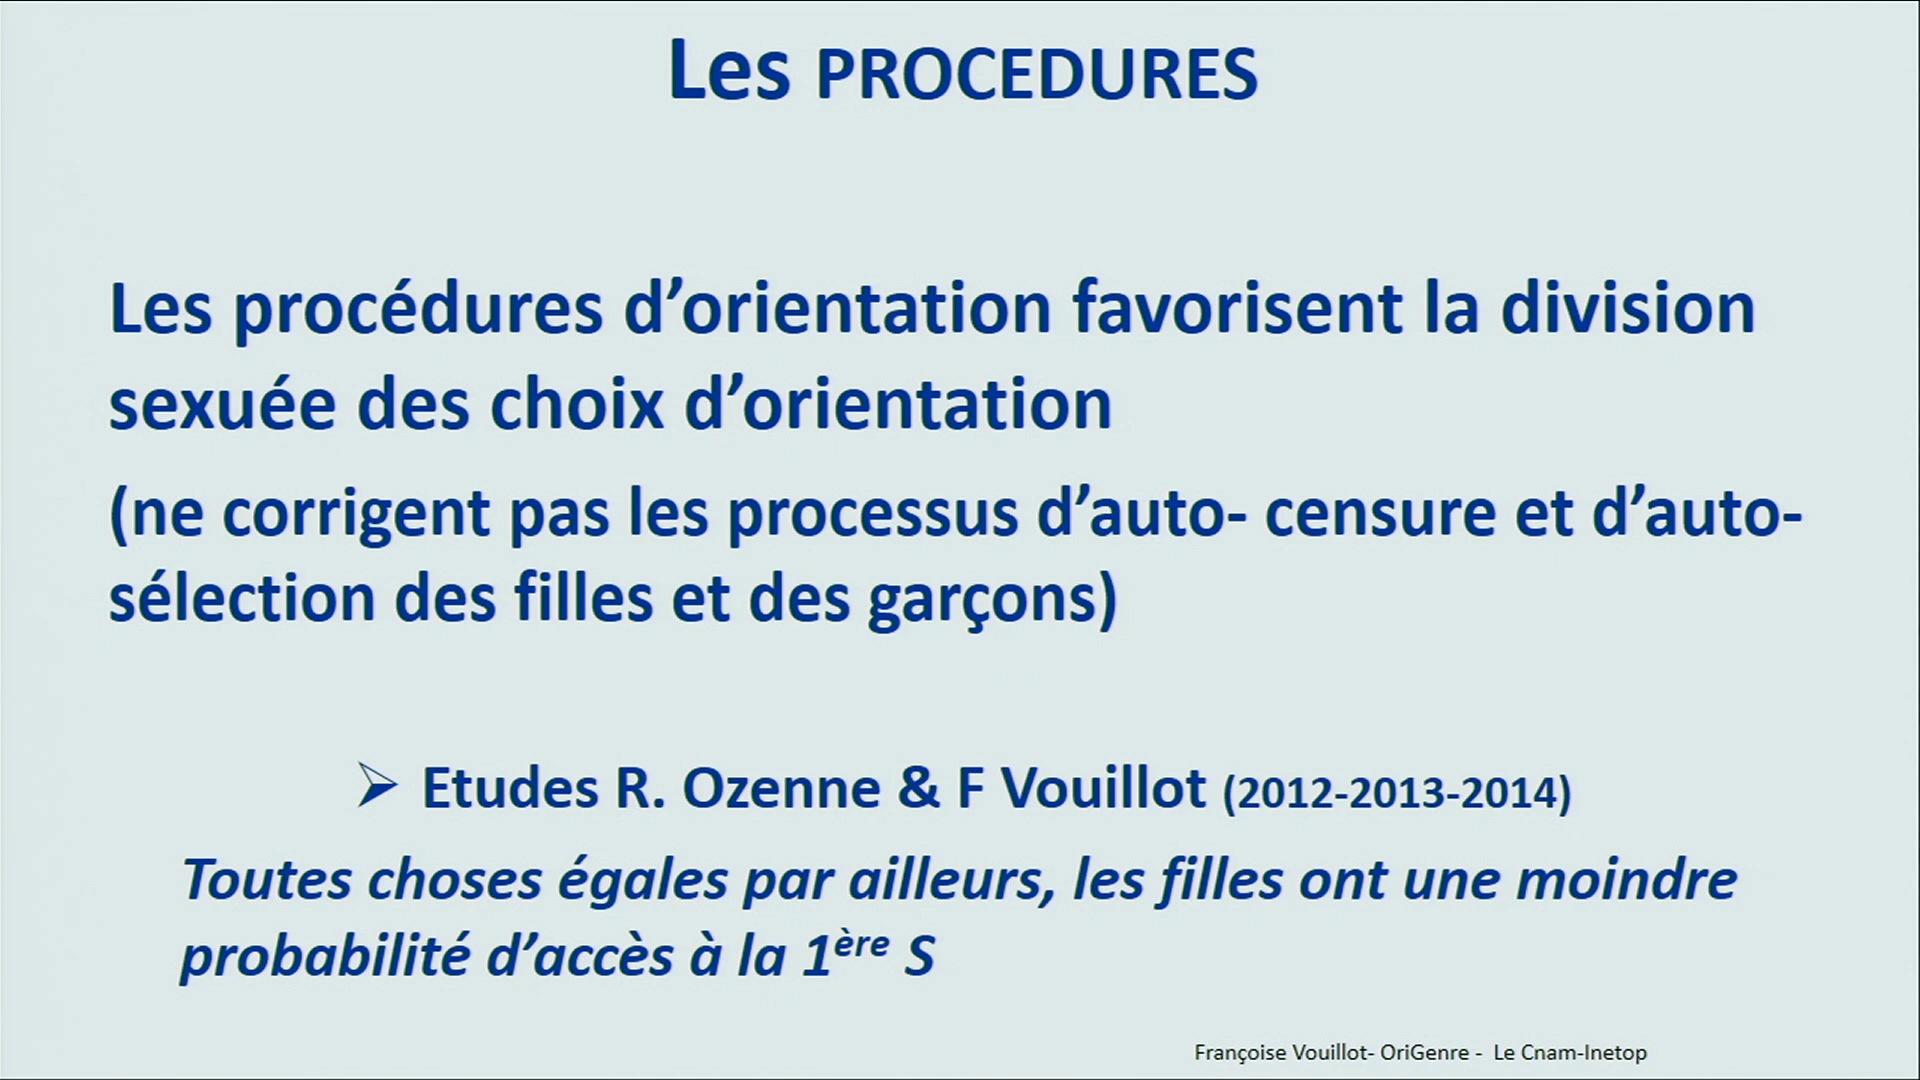 Les PROCEDURES
Les procédures d’orientation favorisent la division
sexuée des choix d’orientation
(ne corrigent pas les processus d’auto- censure et d’auto-
sélection des filles et des garçons)
➢ Etudes R. Ozenne & F Vouillot (2012-2013-2014)
Toutes choses égales par ailleurs, les filles ont une moindre
probabilité d’accès à la 1ère S
Françoise Vouillot- OriGenre - Le Cnam-Inetop